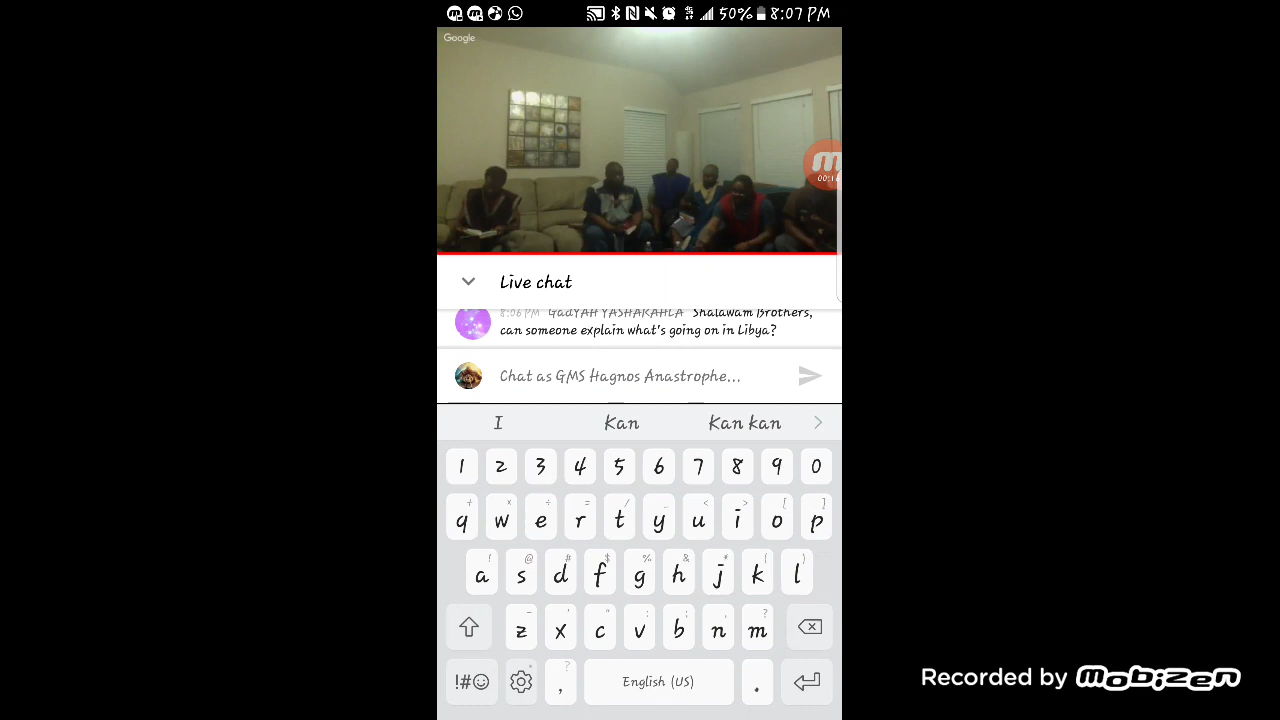 50% 8:07 PM
Google
00:1
Live chat
8:06 PM GadYAH YASHARAHLA Shalawam Brothers,
can someone explain what's going on in Libya?
Chat as GMS Hagnos Anastrophe...
I Kan Kan kan
1 2 3 4 5 6 7 8 9 0
+ × ÷ = / _ < > [ ]
q w e r t y u i o p
! @ # $ % & * ( )
a s d f g h j k l
- ' " : ; , ?
z x c v b n m
!#☺ , ? English (US) .
Recorded by mobizen